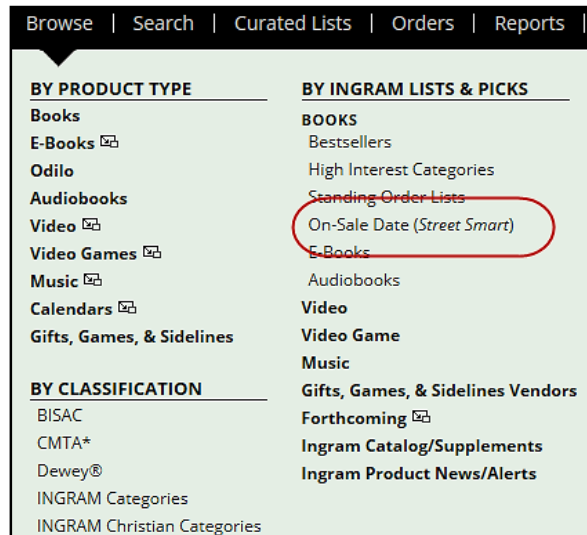 Browse | Search | Curated Lists | Orders | Reports |
BY PRODUCT TYPE
Books
E-Books
Odilo
Audiobooks
Video
Video Games
Music
Calendars
Gifts, Games, & Sidelines
BY CLASSIFICATION
BISAC
CMTA*
Dewey®
INGRAM Categories
INGRAM Christian Categories
BY INGRAM LISTS & PICKS
BOOKS
Bestsellers
High Interest Categories
Standing Order Lists
On-Sale Date (Street Smart)
E-Books
Audiobooks
Video
Video Game
Music
Gifts, Games, & Sidelines Vendors
Forthcoming
Ingram Catalog/Supplements
Ingram Product News/Alerts